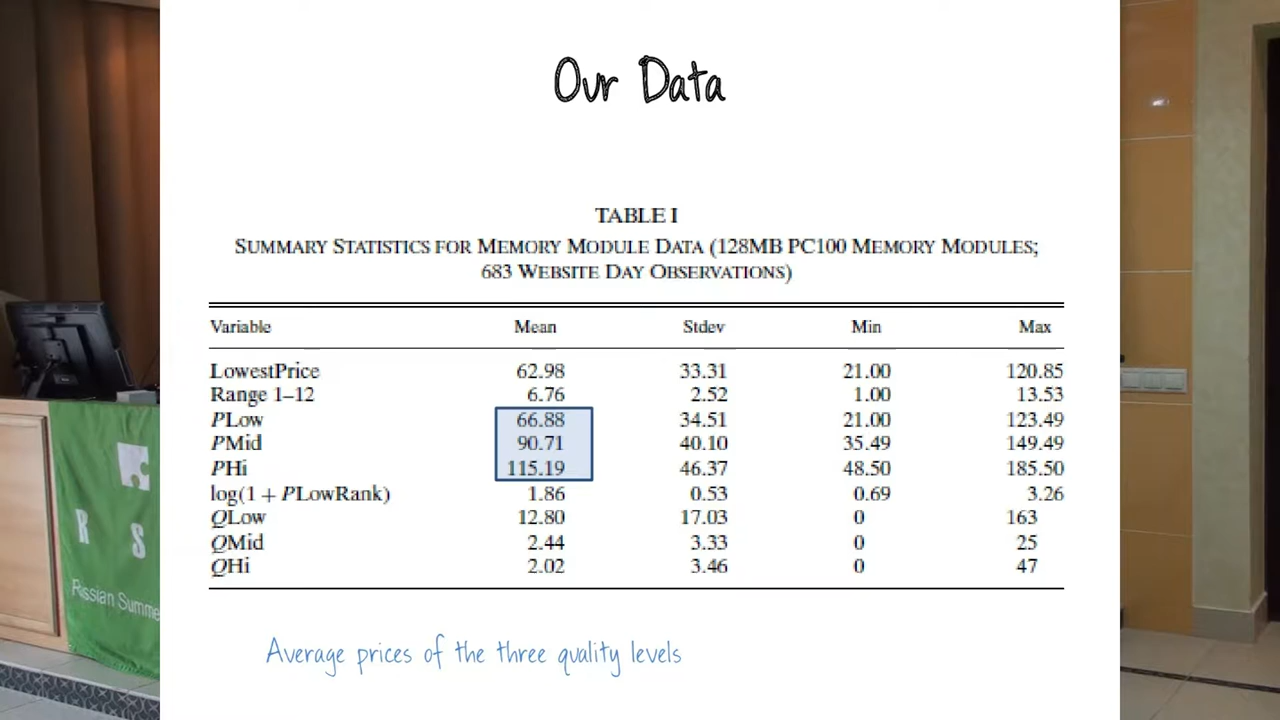 Our Data
TABLE I
SUMMARY STATISTICS FOR MEMORY MODULE DATA (128MB PC100 MEMORY MODULES;
683 WEBSITE DAY OBSERVATIONS)
Variable Mean Stdev Min Max
LowestPrice 62.98 33.31 21.00 120.85
Range 1–12 6.76 2.52 1.00 13.53
PLow 66.88 34.51 21.00 123.49
PMid 90.71 40.10 35.49 149.49
PHi 115.19 46.37 48.50 185.50
log(1 + PLowRank) 1.86 0.53 0.69 3.26
QLow 12.80 17.03 0 163
QMid 2.44 3.33 0 25
QHi 2.02 3.46 0 47
Average prices of the three quality levels
R S
Russian Summe